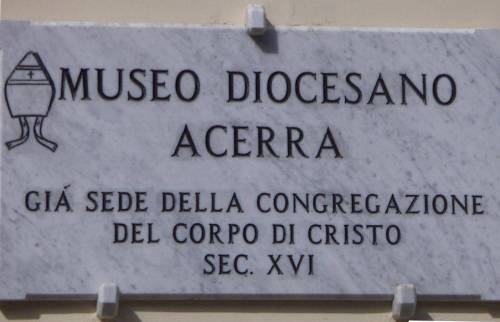 MUSEO DIOCESANO
ACERRA
GIÁ SEDE DELLA CONGREGAZIONE
DEL CORPO DI CRISTO
SEC. XVI